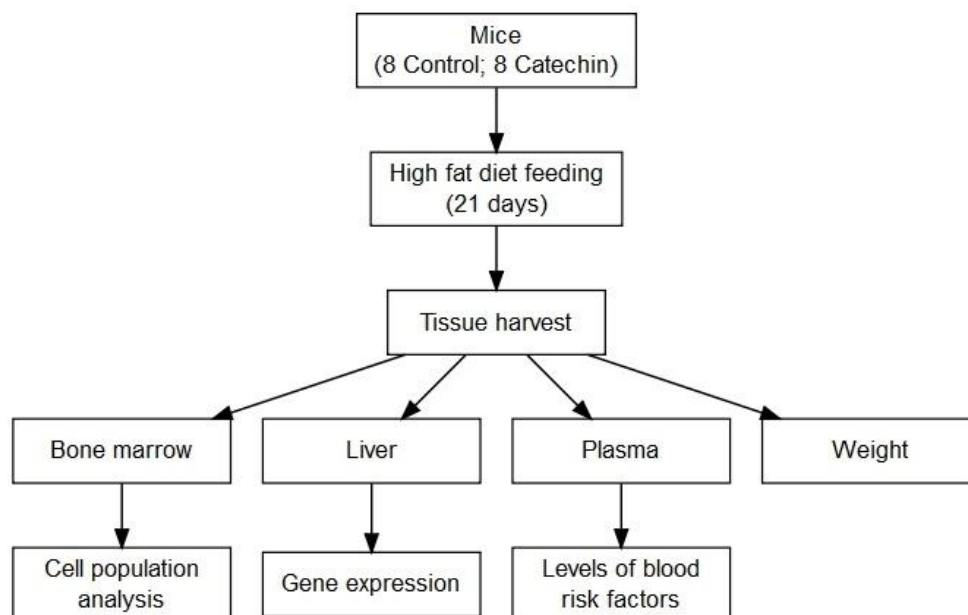 Mice
(8 Control; 8 Catechin)
High fat diet feeding
(21 days)
Tissue harvest
Bone marrow
Liver
Plasma
Weight
Cell population
analysis
Gene expression
Levels of blood
risk factors